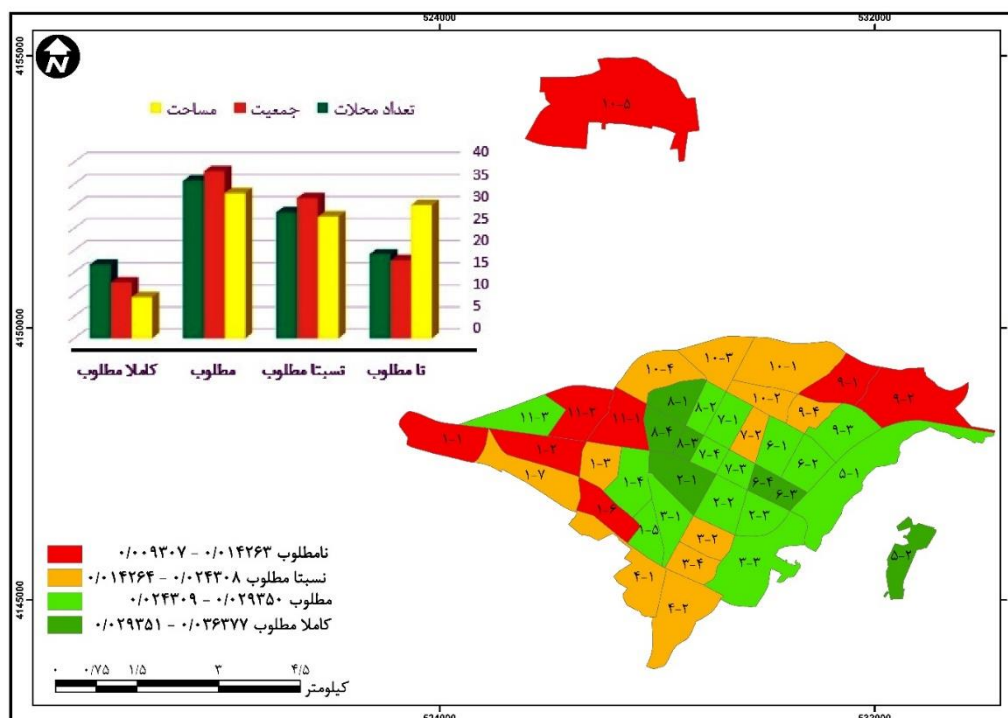 524000 532000
4155000
N
مساحت جمعیت تعداد محلات
40
35
30
25
20
15
10
5
0
کاملا مطلوب مطلوب نسبتا مطلوب نا مطلوب
۱۰-۵
4150000
۱۰-۴ ۱۰-۳ ۱۰-۱
۱۰-۲ ۹-۱ ۹-۲
۱۱-۳ ۱۱-۲ ۱۱-۱ ۸-۱ ۸-۲ ۷-۱ ۷-۲ ۹-۴ ۹-۳
۱-۱ ۱-۲ ۸-۴ ۸-۳ ۷-۴ ۶-۱ ۶-۲
۱-۷ ۱-۳ ۱-۴ ۲-۱ ۷-۳ ۶-۴ ۶-۳ ۵-۱
۱-۶ ۱-۵ ۳-۱ ۲-۲ ۲-۳
۳-۲ ۳-۴ ۳-۳ ۵-۲
۴-۱ ۴-۲
4145000
نامطلوب ۰/۰۰۹۳۰۷ - ۰/۰۱۴۲۶۳
نسبتا مطلوب ۰/۰۱۴۲۶۴ - ۰/۰۲۴۳۰۸
مطلوب ۰/۰۲۴۳۰۹ - ۰/۰۲۹۳۵۰
کاملا مطلوب ۰/۰۲۹۳۵۱ - ۰/۰۳۶۳۷۷
۰ ۰/۷۵ ۱/۵ ۳ ۴/۵
کیلومتر
524000 532000